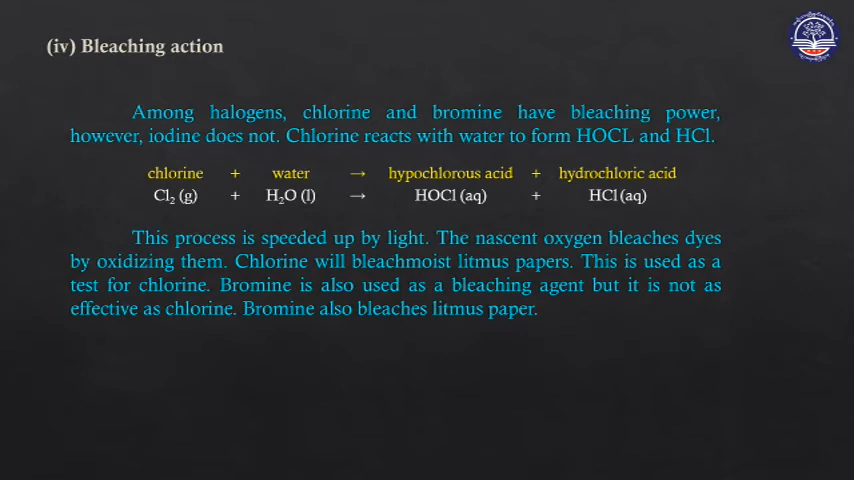 (iv) Bleaching action
Among halogens, chlorine and bromine have bleaching power,
however, iodine does not. Chlorine reacts with water to form HOCL and HCl.
chlorine + water → hypochlorous acid + hydrochloric acid
Cl₂ (g) + H₂O (l) → HOCl (aq) + HCl (aq)
This process is speeded up by light. The nascent oxygen bleaches dyes
by oxidizing them. Chlorine will bleachmoist litmus papers. This is used as a
test for chlorine. Bromine is also used as a bleaching agent but it is not as
effective as chlorine. Bromine also bleaches litmus paper.